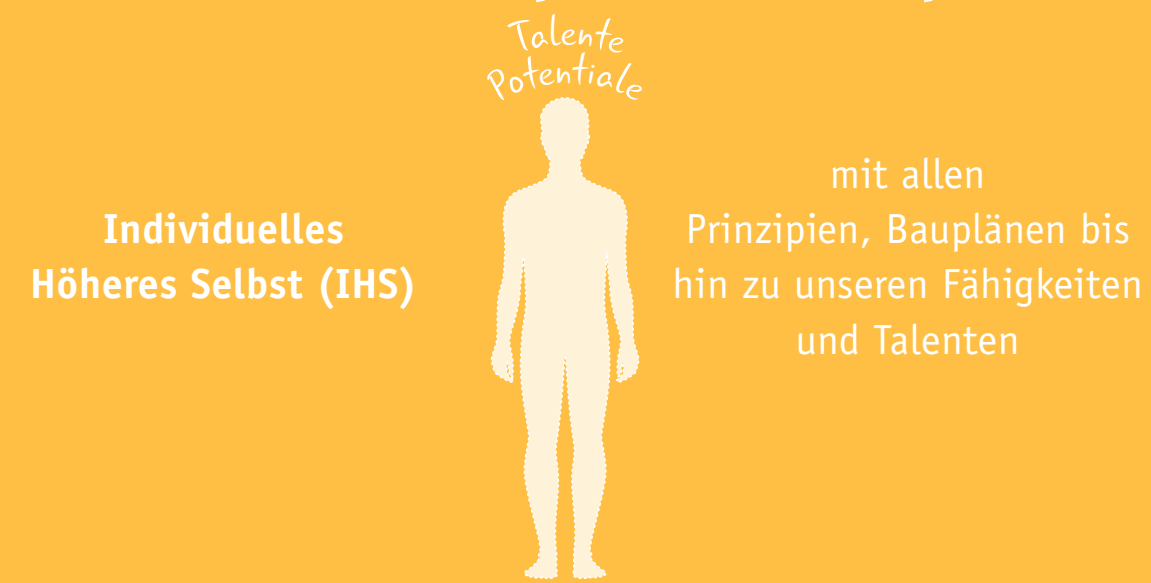 Talente
Potentiale
Individuelles
Höheres Selbst (IHS)
mit allen
Prinzipien, Bauplänen bis
hin zu unseren Fähigkeiten
und Talenten